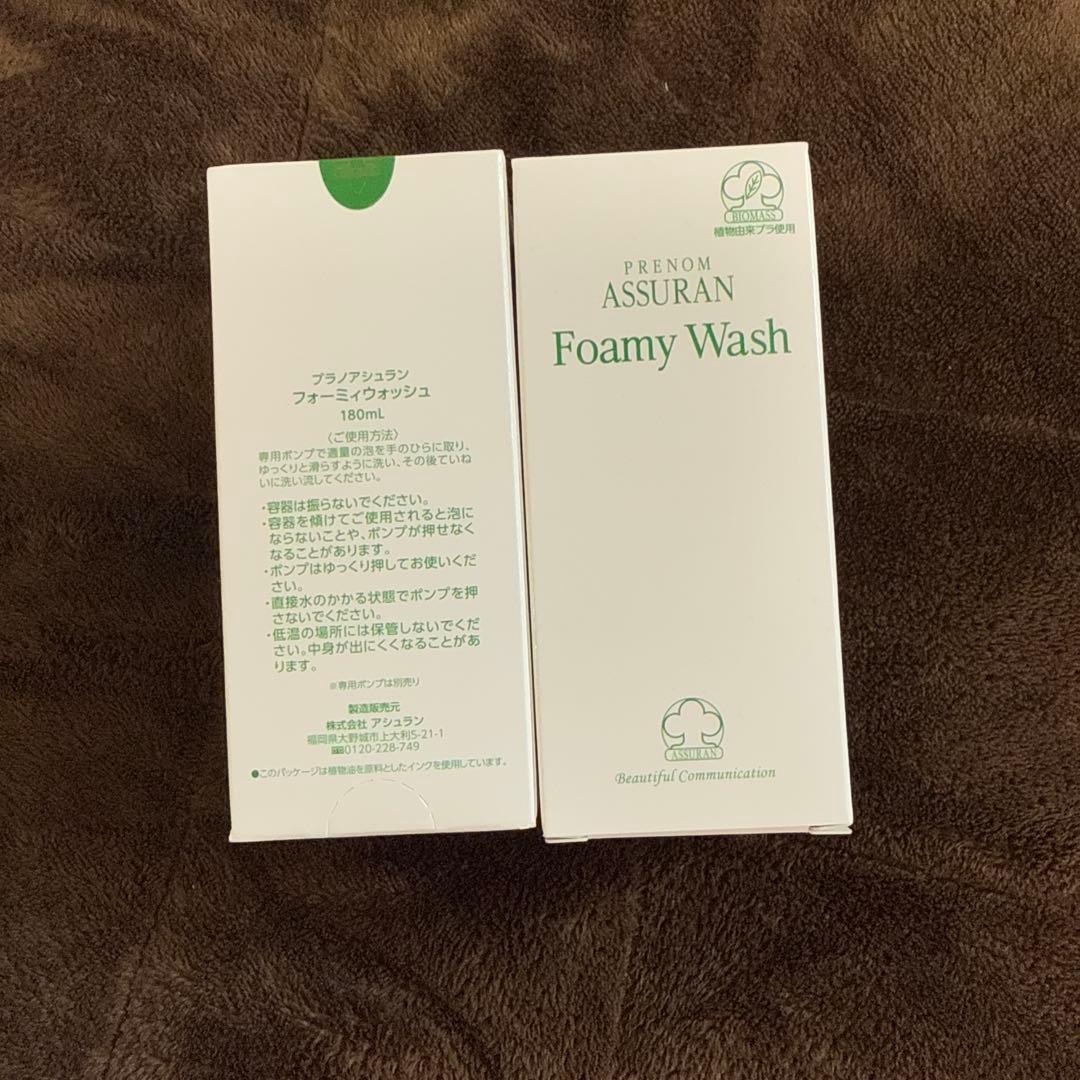 プラノアシュラン
フォーミィウォッシュ
180mL
〈ご使用方法〉
専用ポンプで適量の泡を手のひらに取り、
ゆっくりと滑らすように洗い、その後ていね
いに洗い流してください。
・容器は振らないでください。
・容器を傾けてご使用されると泡に
ならないことや、ポンプが押せなく
なることがあります。
・ポンプはゆっくり押してお使いくだ
さい。
・直接水のかかる状態でポンプを押
さないでください。
・低温の場所には保管しないでくだ
さい。中身が出にくくなることがあ
ります。
※専用ポンプは別売り
製造販売元
株式会社 アシュラン
福岡県大野城市上大利5-21-1
0120-228-749
●このパッケージは植物油を原料としたインクを使用しています。
BIOMASS
植物由来プラ使用
PRENOM
ASSURAN
Foamy Wash
ASSURAN
Beautiful Communication